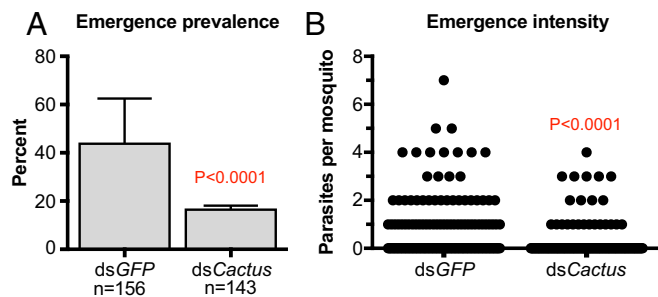 A Emergence prevalence
Percent
80
60
40
20
0
P<0.0001
dsGFP dsCactus
n=156 n=143
B Emergence intensity
Parasites per mosquito
8
6
4
2
0
P<0.0001
dsGFP dsCactus